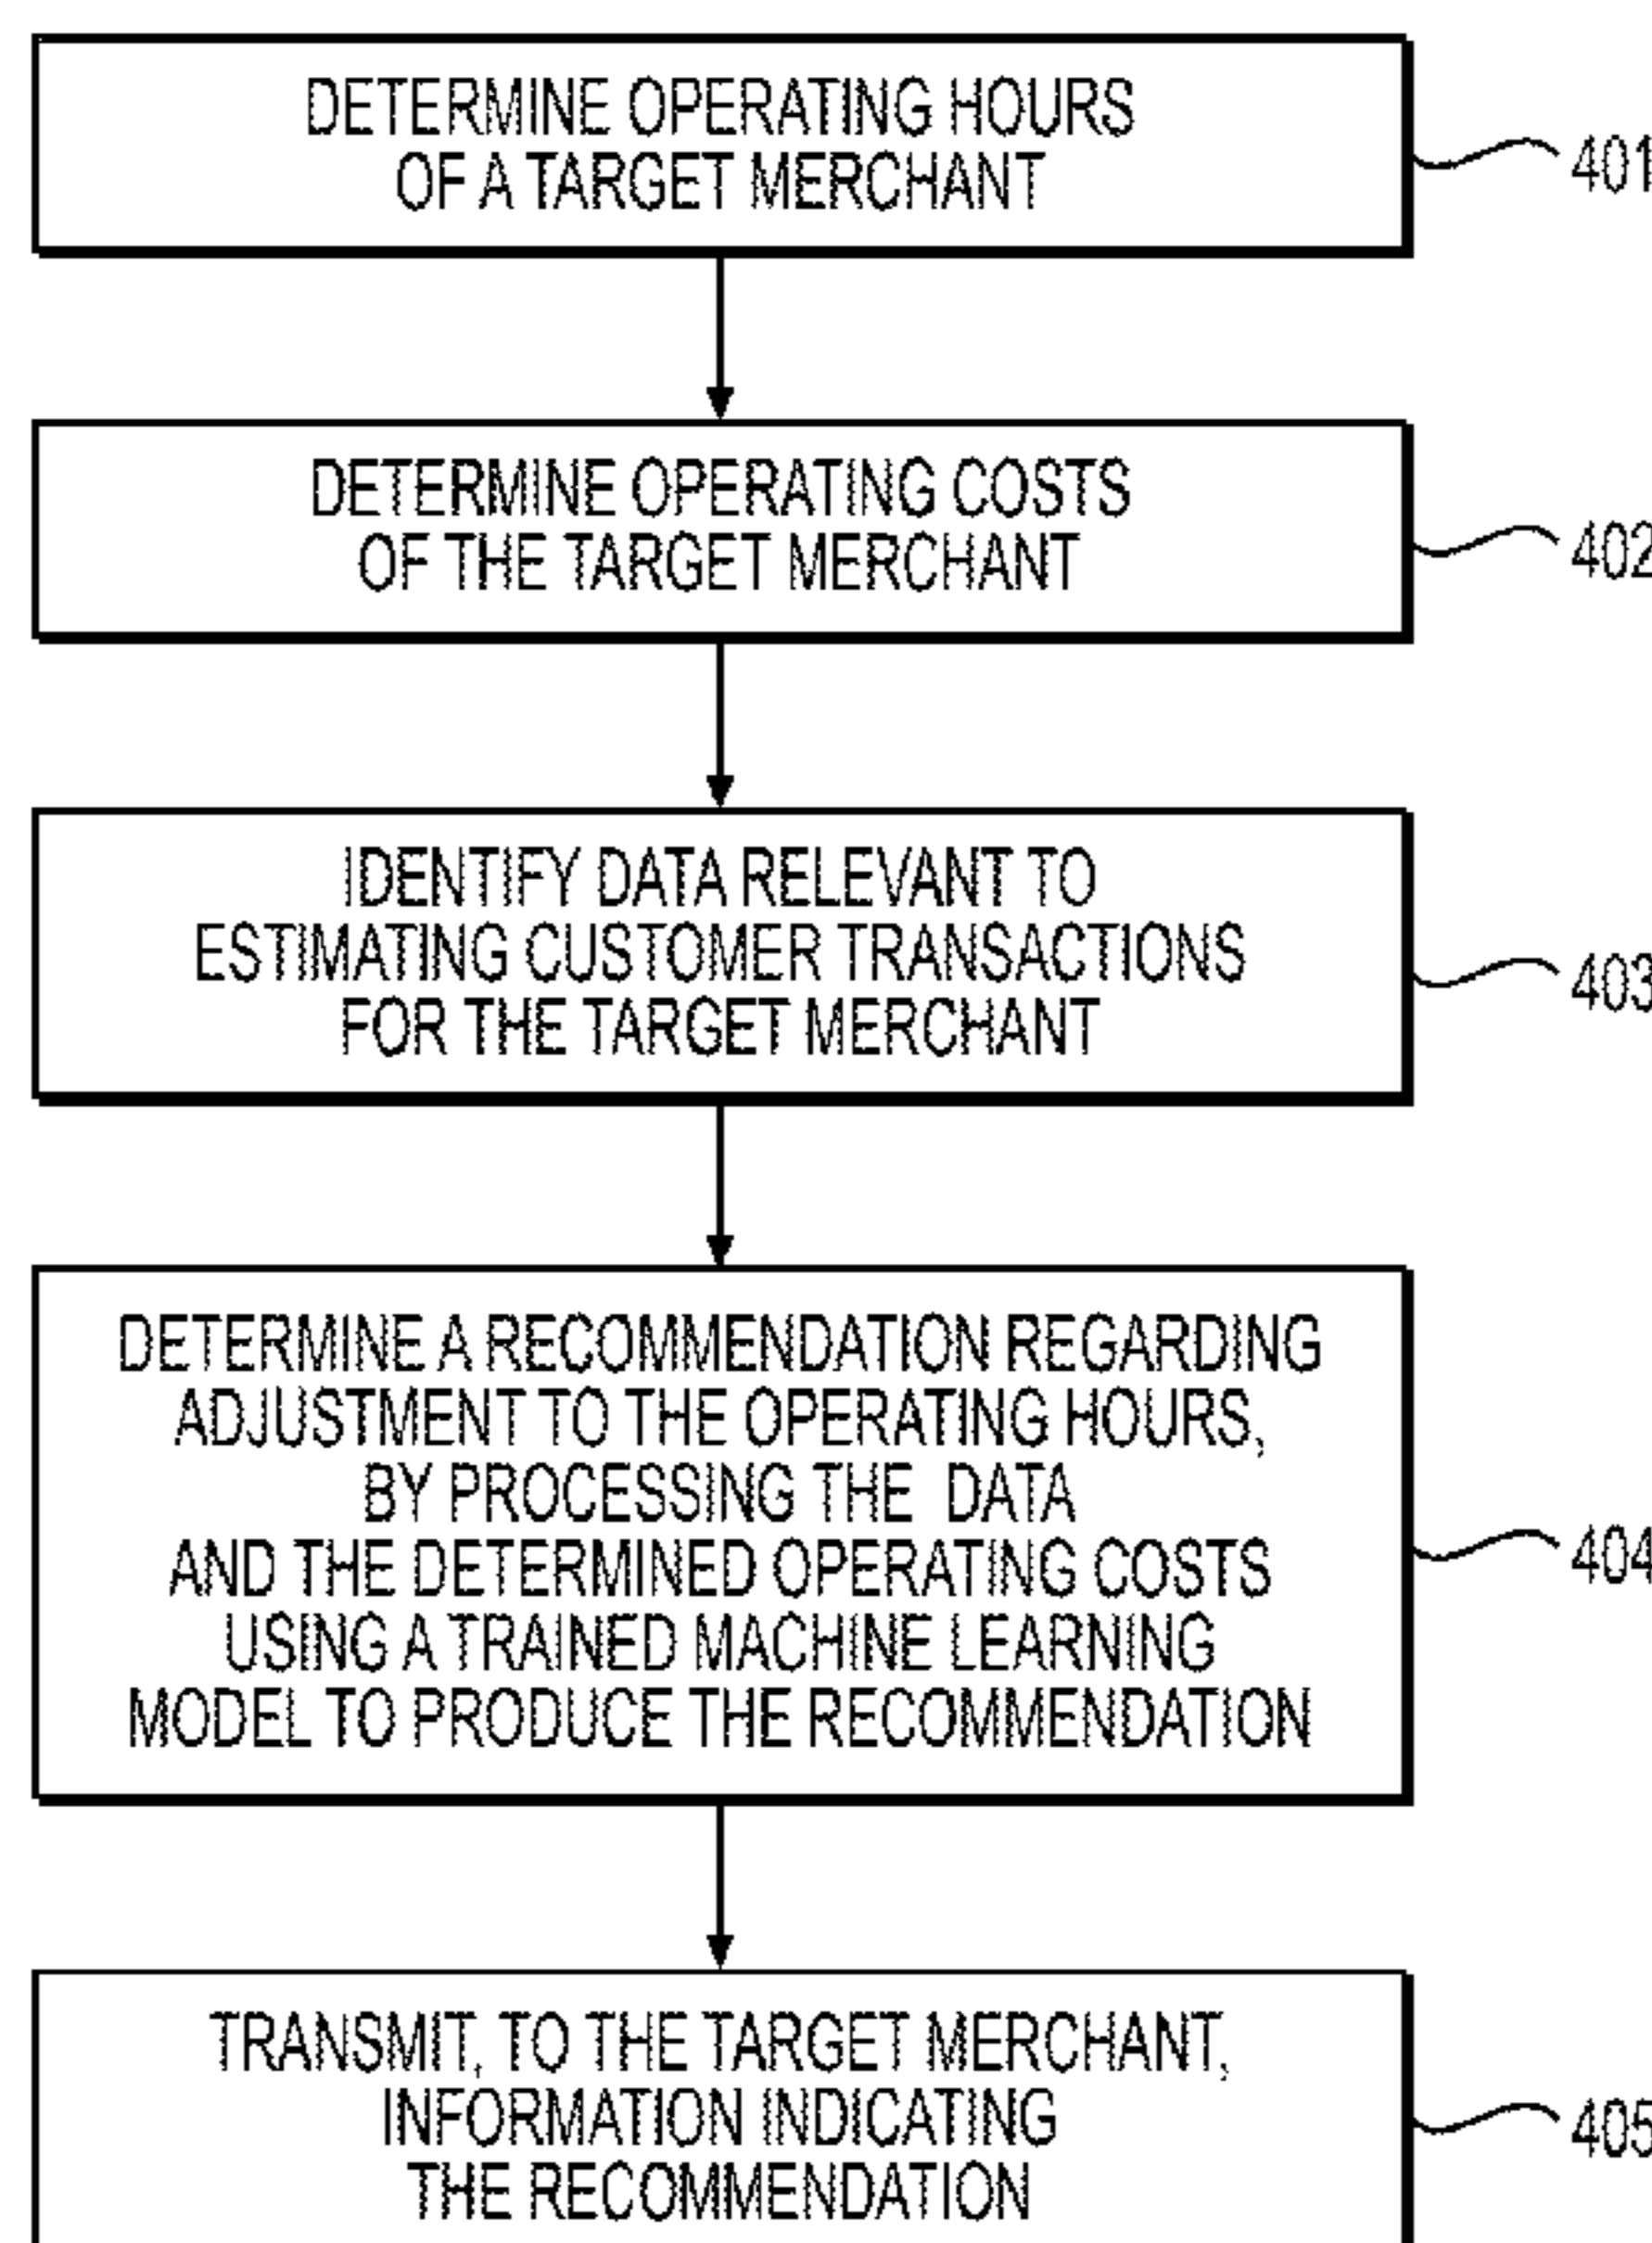 DETERMINE OPERATING HOURS
OF A TARGET MERCHANT
401
DETERMINE OPERATING COSTS
OF THE TARGET MERCHANT
402
IDENTIFY DATA RELEVANT TO
ESTIMATING CUSTOMER TRANSACTIONS
FOR THE TARGET MERCHANT
403
DETERMINE A RECOMMENDATION REGARDING
ADJUSTMENT TO THE OPERATING HOURS,
BY PROCESSING THE DATA
AND THE DETERMINED OPERATING COSTS
USING A TRAINED MACHINE LEARNING
MODEL TO PRODUCE THE RECOMMENDATION
404
TRANSMIT, TO THE TARGET MERCHANT,
INFORMATION INDICATING
THE RECOMMENDATION
405